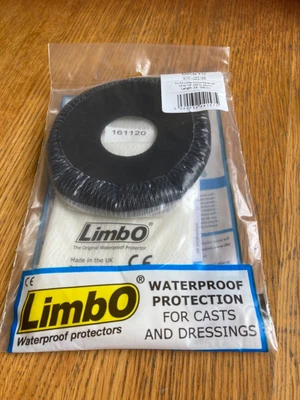 161120
LimbO
The Original Waterproof Protector
Made in the UK
CE
CE
LimbO®
Waterproof protectors
WATERPROOF
PROTECTION
FOR CASTS
AND DRESSINGS